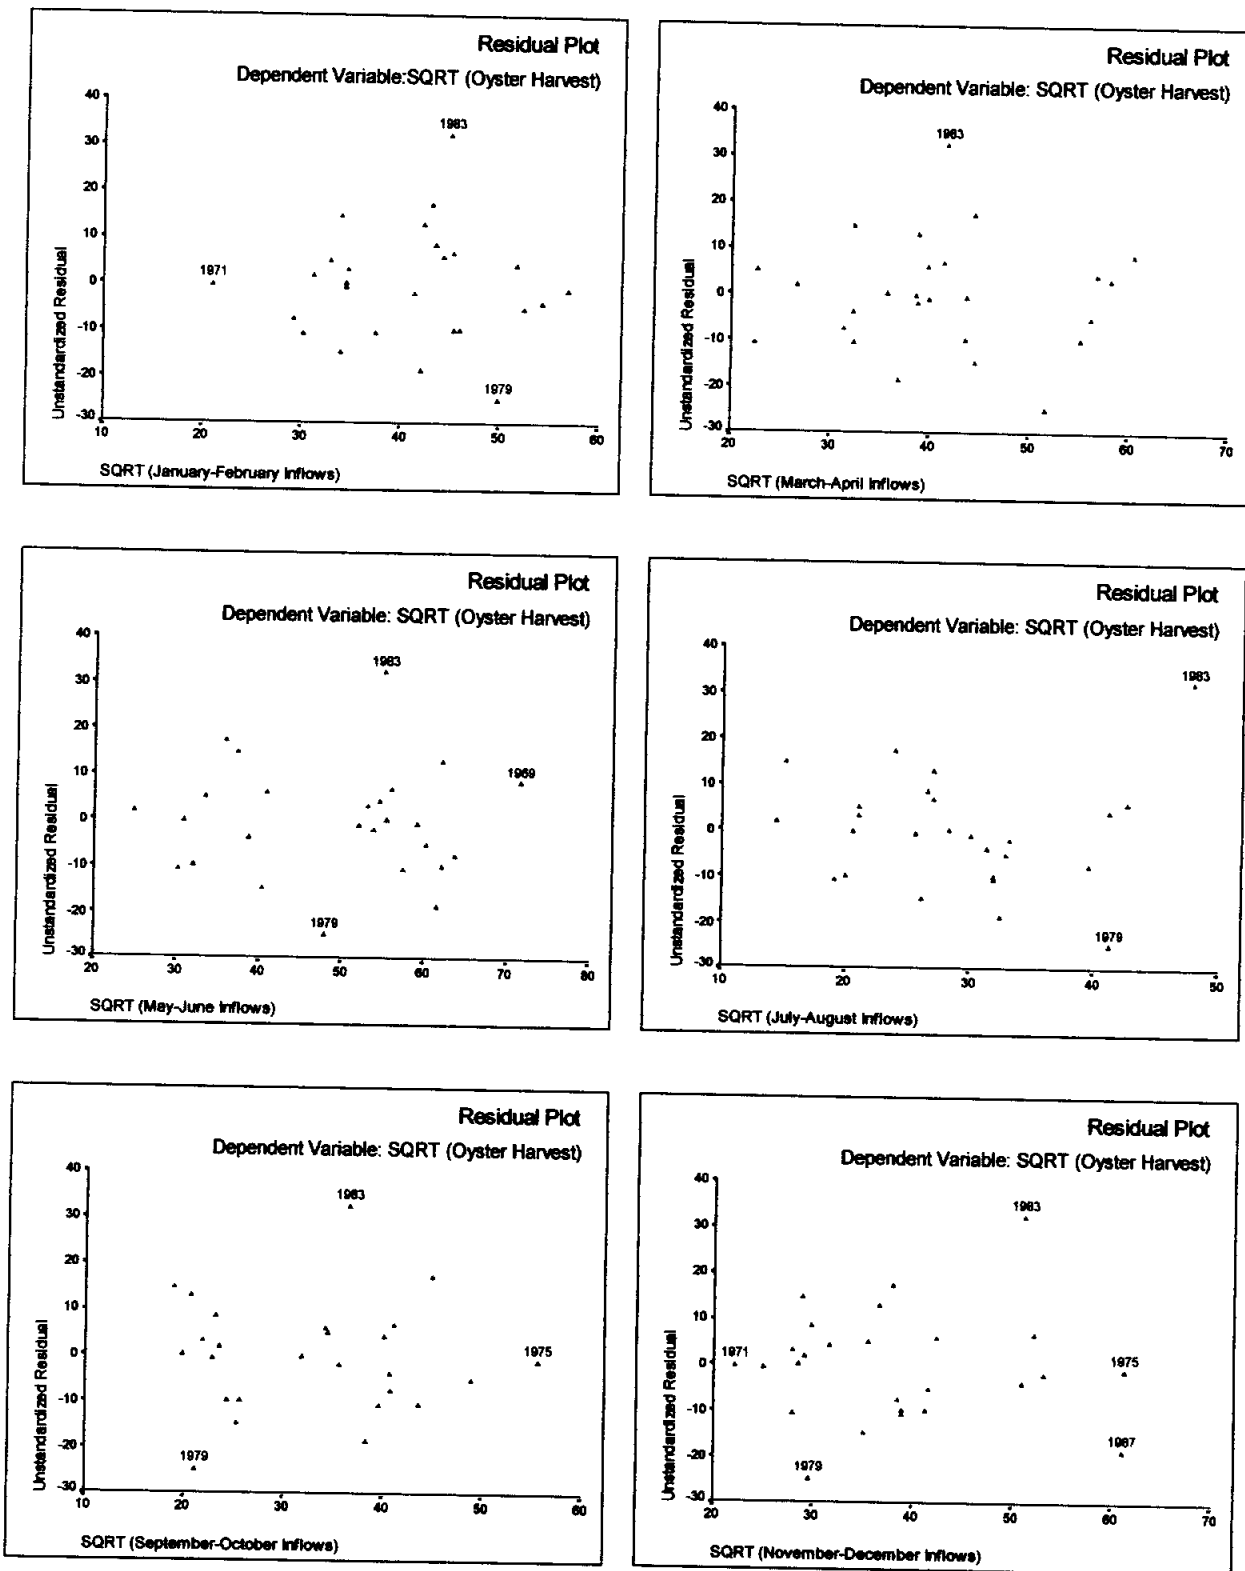 Residual Plot
Dependent Variable:SQRT (Oyster Harvest)
40
30
20
10
0
-10
-20
-30
Unstandardized Residual
1983
1971
1979
10 20 30 40 50 60
SQRT (January-February Inflows)
Residual Plot
Dependent Variable: SQRT (Oyster Harvest)
40
30
20
10
0
-10
-20
-30
Unstandardized Residual
1983
20 30 40 50 60 70
SQRT (March-April Inflows)
Residual Plot
Dependent Variable: SQRT (Oyster Harvest)
40
30
20
10
0
-10
-20
-30
Unstandardized Residual
1983
1969
1979
20 30 40 50 60 70 80
SQRT (May-June Inflows)
Residual Plot
Dependent Variable: SQRT (Oyster Harvest)
40
30
20
10
0
-10
-20
-30
Unstandardized Residual
1983
1979
10 20 30 40 50
SQRT (July-August Inflows)
Residual Plot
Dependent Variable: SQRT (Oyster Harvest)
40
30
20
10
0
-10
-20
-30
Unstandardized Residual
1983
1975
1979
10 20 30 40 50 60
SQRT (September-October Inflows)
Residual Plot
Dependent Variable: SQRT (Oyster Harvest)
40
30
20
10
0
-10
-20
-30
Unstandardized Residual
1983
1971
1975
1979
1987
20 30 40 50 60 70
SQRT (November-December Inflows)